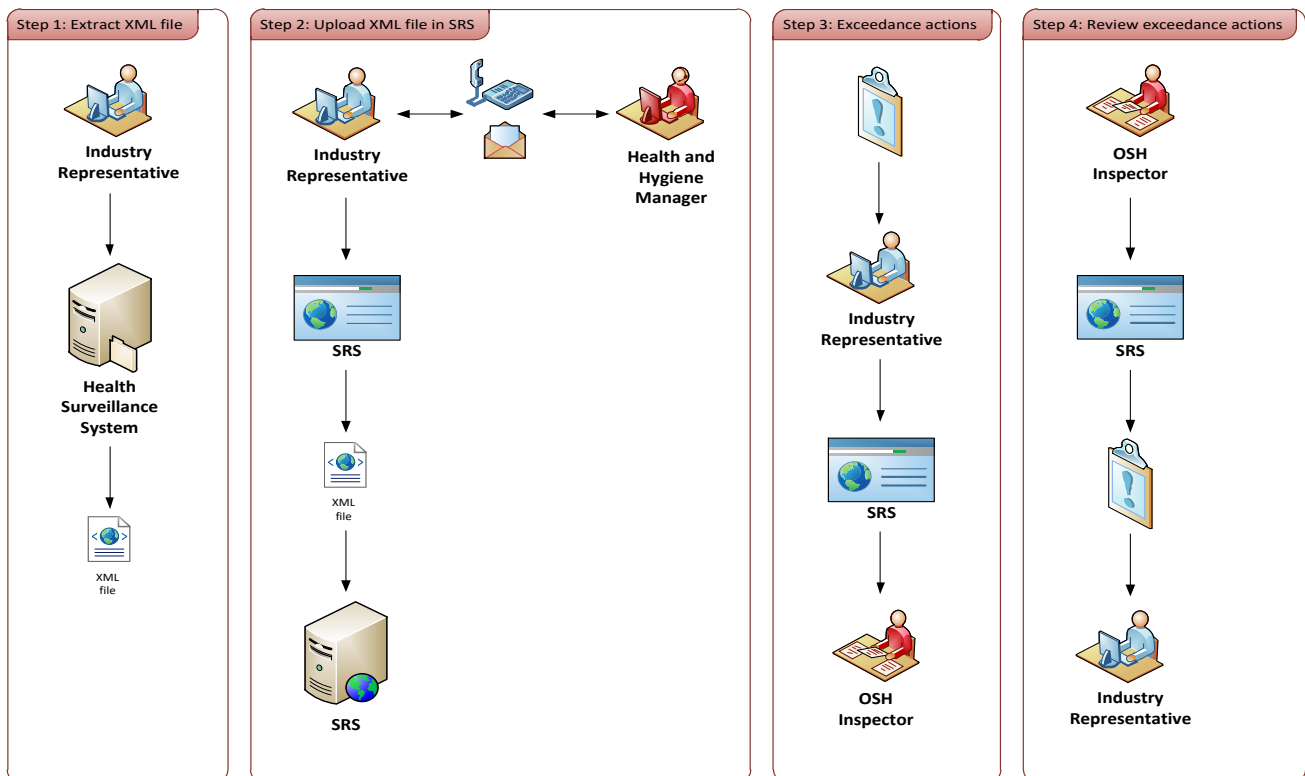 Step 1: Extract XML file
Industry
Representative
Health
Surveillance
System
XML
file
Step 2: Upload XML file in SRS
Industry
Representative
Health and
Hygiene
Manager
SRS
XML
file
SRS
Step 3: Exceedance actions
Industry
Representative
SRS
OSH
Inspector
Step 4: Review exceedance actions
OSH
Inspector
SRS
Industry
Representative